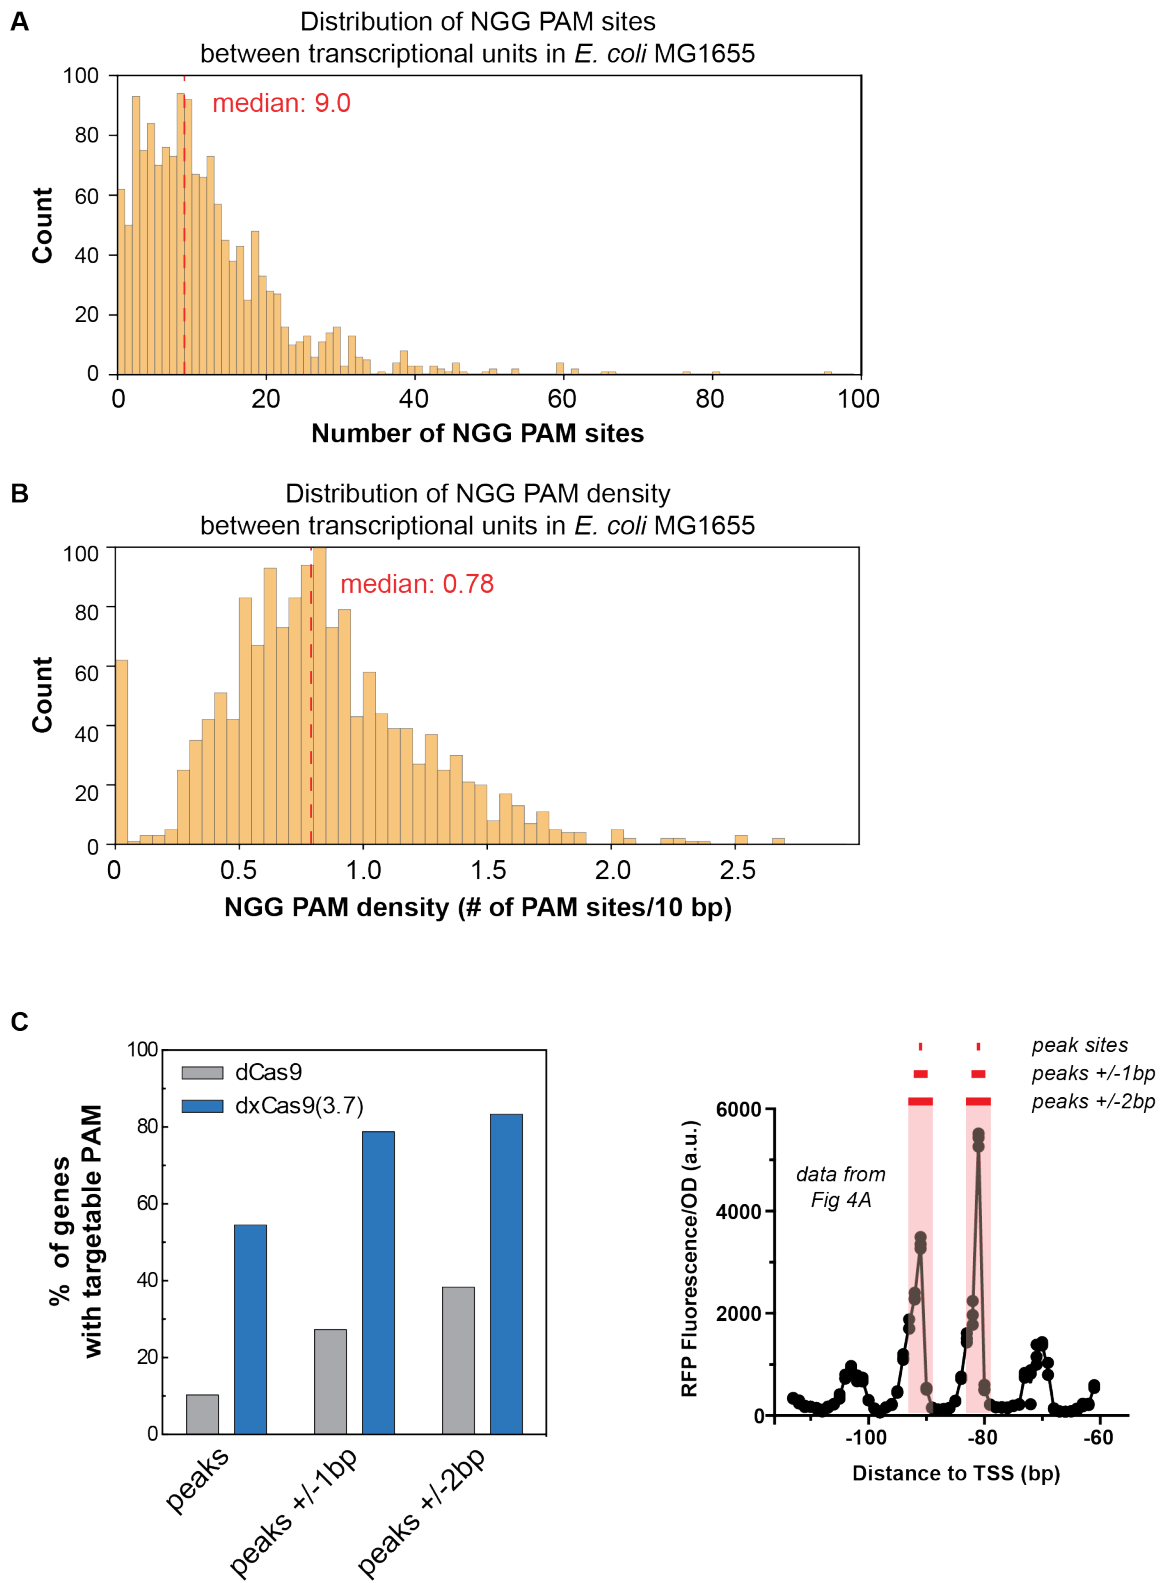 A
Distribution of NGG PAM sites
between transcriptional units in E. coli MG1655
median: 9.0
100
80
60
40
20
0
Count
0 20 40 60 80 100
Number of NGG PAM sites
B
Distribution of NGG PAM density
between transcriptional units in E. coli MG1655
median: 0.78
100
80
60
40
20
0
Count
0 0.5 1.0 1.5 2.0 2.5
NGG PAM density (# of PAM sites/10 bp)
C
100
80
60
40
20
0
% of genes
with targetable PAM
dCas9
dxCas9(3.7)
peaks
peaks +/-1bp
peaks +/-2bp
peak sites
peaks +/-1bp
peaks +/-2bp
6000
4000
2000
0
RFP Fluorescence/OD (a.u.)
data from
Fig 4A
-100 -80 -60
Distance to TSS (bp)